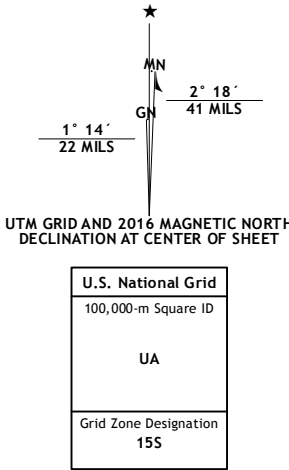 ★
MN
GN
2° 18´
41 MILS
1° 14´
22 MILS
UTM GRID AND 2016 MAGNETIC NORTH
DECLINATION AT CENTER OF SHEET
U.S. National Grid
100,000-m Square ID
UA
Grid Zone Designation
15S